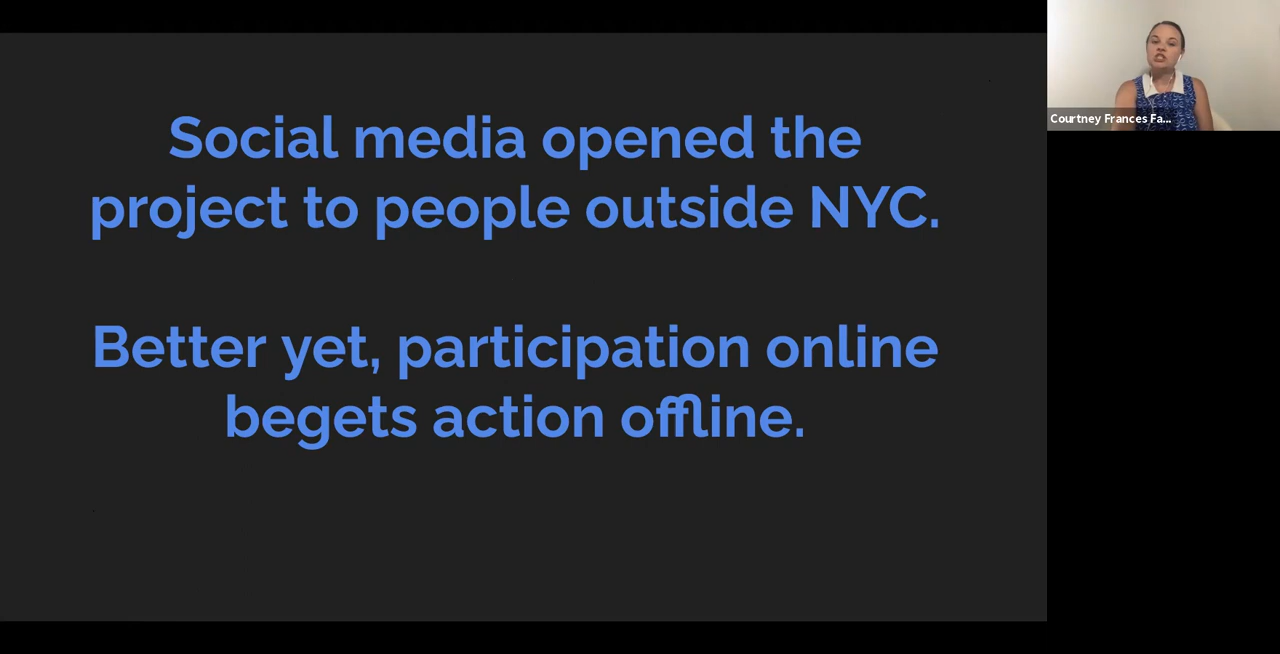 Social media opened the
project to people outside NYC.
Better yet, participation online
begets action offline.
Courtney Frances Fa...